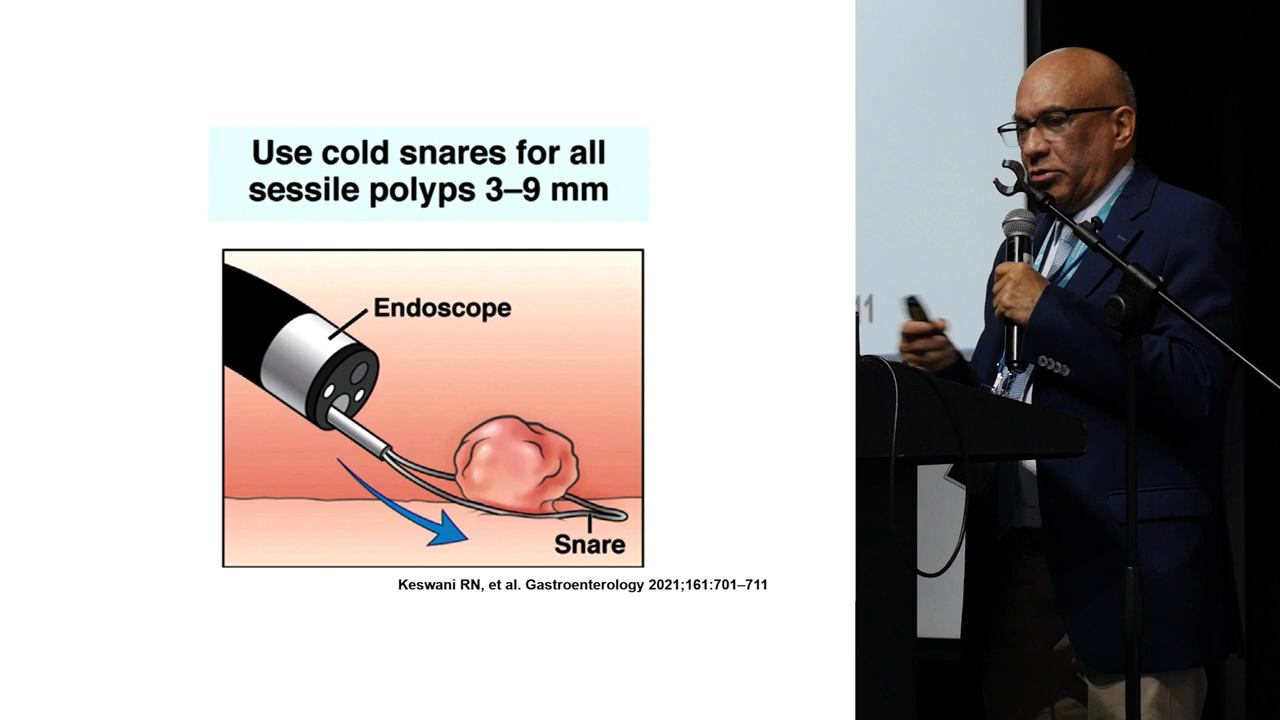 Use cold snares for all
sessile polyps 3–9 mm
Endoscope
Snare
Keswani RN, et al. Gastroenterology 2021;161:701–711
11